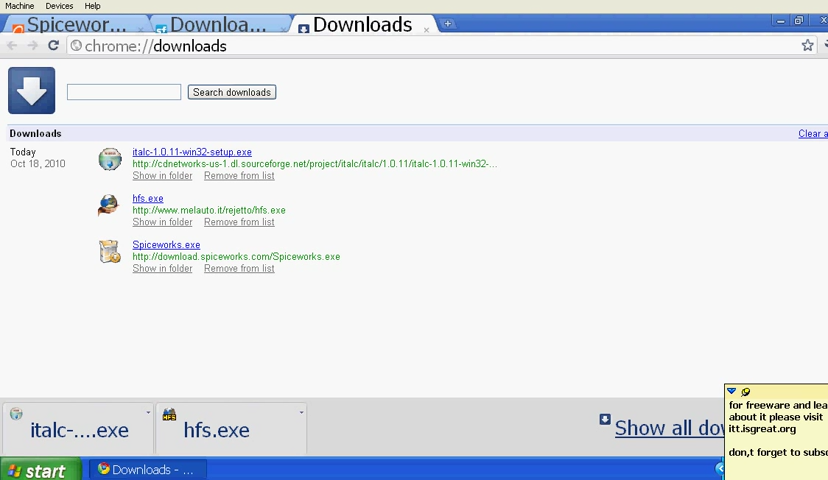 Machine Devices Help
Spicewor... Downloa... Downloads
chrome://downloads
Search downloads
Downloads Clear a
Today italc-1.0.11-win32-setup.exe
Oct 18, 2010 http://cdnetworks-us-1.dl.sourceforge.net/project/italc/italc/1.0.11/italc-1.0.11-win32-...
Show in folder Remove from list
hfs.exe
http://www.melauto.it/rejetto/hfs.exe
Show in folder Remove from list
Spiceworks.exe
http://download.spiceworks.com/Spiceworks.exe
Show in folder Remove from list
for freeware and lea
about it please visit
itt.isgreat.org
don,t forget to subsc
HFS
italc-....exe hfs.exe Show all dow
start Downloads - ...